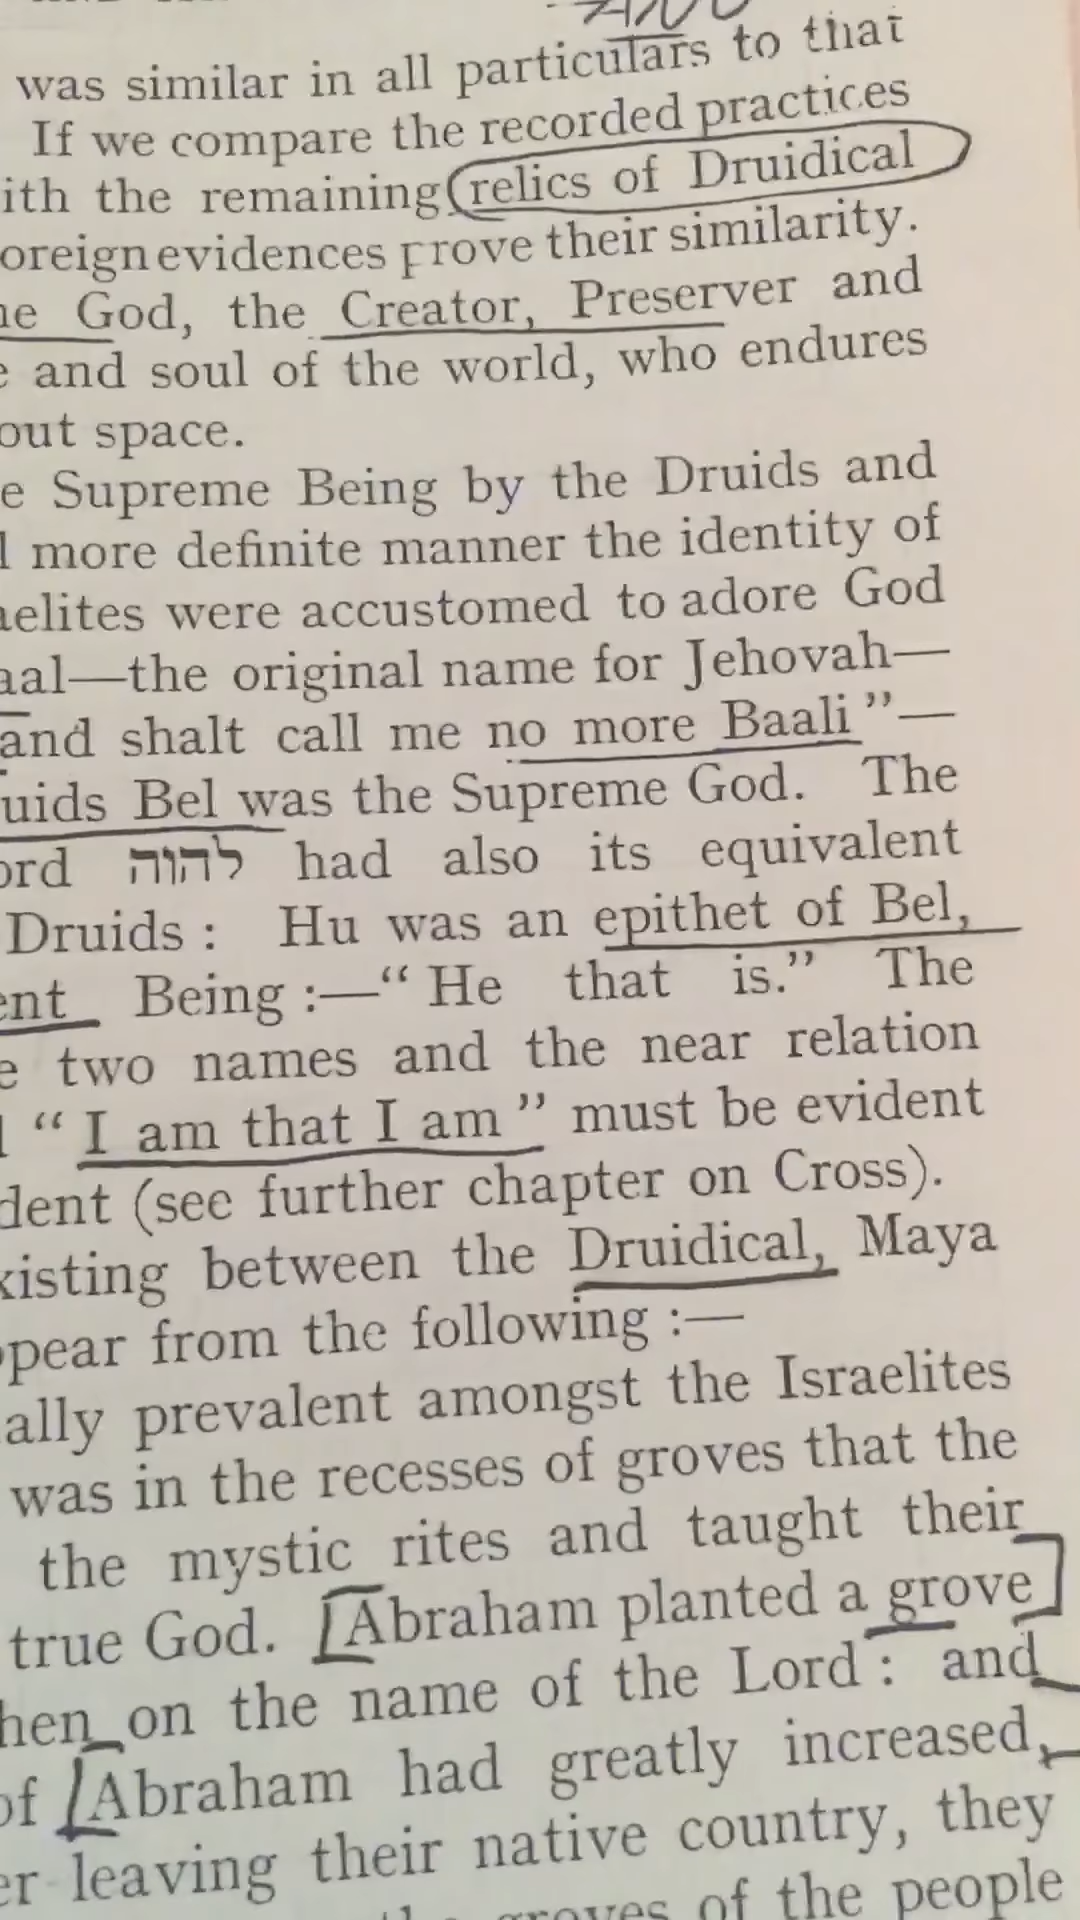 AND
was similar in all particulars to that
If we compare the recorded practices
ith the remaining relics of Druidical
oreign evidences prove their similarity.
ne God, the Creator, Preserver and
e and soul of the world, who endures
out space.
e Supreme Being by the Druids and
l more definite manner the identity of
aelites were accustomed to adore God
aal—the original name for Jehovah—
and shalt call me no more Baali"—
uids Bel was the Supreme God. The
ord להוה had also its equivalent
Druids: Hu was an epithet of Bel,
ent Being:—"He that is." The
e two names and the near relation
l "I am that I am" must be evident
dent (see further chapter on Cross).
xisting between the Druidical, Maya
ppear from the following:—
ally prevalent amongst the Israelites
was in the recesses of groves that the
the mystic rites and taught their
true God. [Abraham planted a grove]
hen on the name of the Lord: and
of [Abraham had greatly increased,
er leaving their native country, they
groves of the people